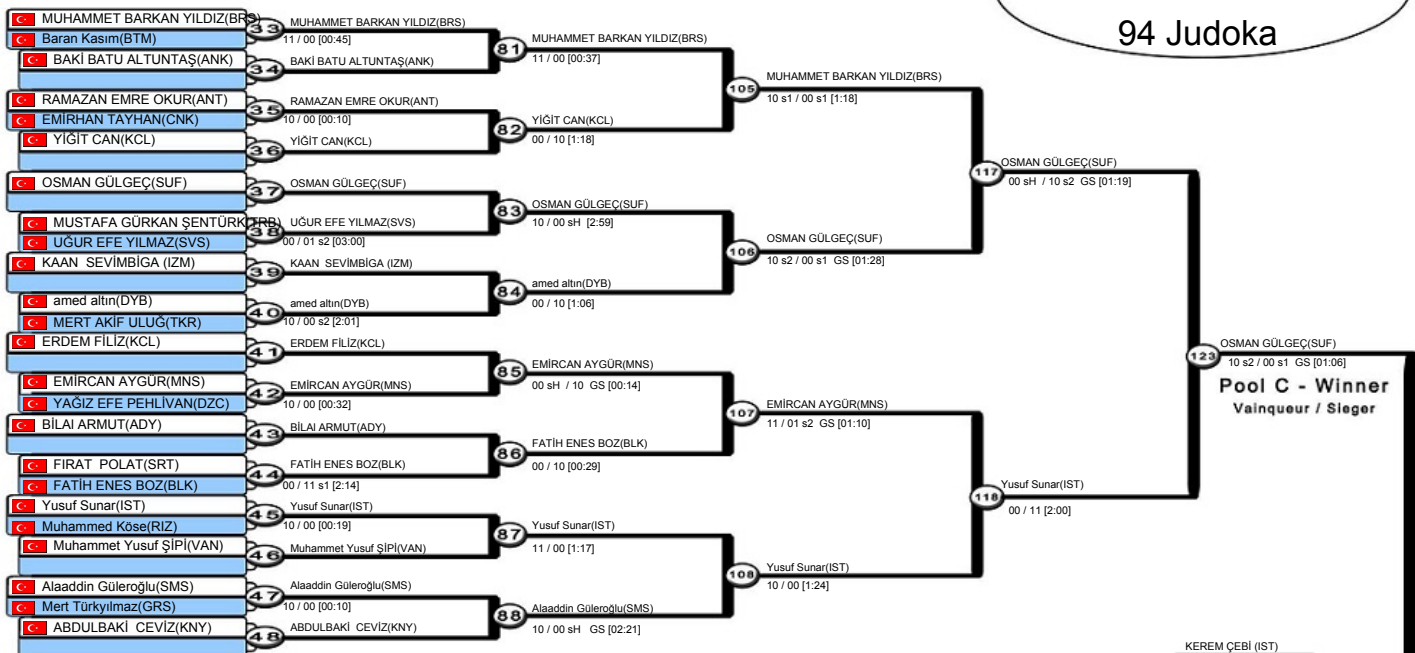 94 Judoka
MUHAMMET BARKAN YILDIZ(BRS)
Baran Kasım(BTM)
33
MUHAMMET BARKAN YILDIZ(BRS)
11 / 00 [00:45]
BAKİ BATU ALTUNTAŞ(ANK)
34
BAKİ BATU ALTUNTAŞ(ANK)
81
MUHAMMET BARKAN YILDIZ(BRS)
11 / 00 [00:37]
RAMAZAN EMRE OKUR(ANT)
EMİRHAN TAYHAN(CNK)
35
RAMAZAN EMRE OKUR(ANT)
10 / 00 [00:10]
YİĞİT CAN(KCL)
36
YİĞİT CAN(KCL)
82
YİĞİT CAN(KCL)
00 / 10 [1:18]
105
MUHAMMET BARKAN YILDIZ(BRS)
10 s1 / 00 s1 [1:18]
OSMAN GÜLGEÇ(SUF)
37
OSMAN GÜLGEÇ(SUF)
MUSTAFA GÜRKAN ŞENTÜRK(TRB)
UĞUR EFE YILMAZ(SVS)
38
UĞUR EFE YILMAZ(SVS)
00 / 01 s2 [03:00]
83
OSMAN GÜLGEÇ(SUF)
10 / 00 sH [2:59]
KAAN SEVİMBİGA (IZM)
39
KAAN SEVİMBİGA (IZM)
amed altın(DYB)
MERT AKİF ULUĞ(TKR)
40
amed altın(DYB)
10 / 00 s2 [2:01]
84
amed altın(DYB)
00 / 10 [1:06]
106
OSMAN GÜLGEÇ(SUF)
10 s2 / 00 s1 GS [01:28]
117
OSMAN GÜLGEÇ(SUF)
00 sH / 10 s2 GS [01:19]
ERDEM FİLİZ(KCL)
41
ERDEM FİLİZ(KCL)
EMİRCAN AYGÜR(MNS)
YAĞIZ EFE PEHLİVAN(DZC)
42
EMİRCAN AYGÜR(MNS)
10 / 00 [00:32]
85
EMİRCAN AYGÜR(MNS)
00 sH / 10 GS [00:14]
BİLAI ARMUT(ADY)
43
BİLAI ARMUT(ADY)
FIRAT POLAT(SRT)
FATİH ENES BOZ(BLK)
44
FATİH ENES BOZ(BLK)
00 / 11 s1 [2:14]
86
FATİH ENES BOZ(BLK)
00 / 10 [00:29]
107
EMİRCAN AYGÜR(MNS)
11 / 01 s2 GS [01:10]
Yusuf Sunar(IST)
Muhammed Köse(RIZ)
45
Yusuf Sunar(IST)
10 / 00 [00:19]
Muhammet Yusuf ŞİPİ(VAN)
46
Muhammet Yusuf ŞİPİ(VAN)
87
Yusuf Sunar(IST)
11 / 00 [1:17]
Alaaddin Güleroğlu(SMS)
Mert Türkyılmaz(GRS)
47
Alaaddin Güleroğlu(SMS)
10 / 00 [00:10]
ABDULBAKİ CEVİZ(KNY)
48
ABDULBAKİ CEVİZ(KNY)
88
Alaaddin Güleroğlu(SMS)
10 / 00 sH GS [02:21]
108
Yusuf Sunar(IST)
10 / 00 [1:24]
118
Yusuf Sunar(IST)
00 / 11 [2:00]
123
OSMAN GÜLGEÇ(SUF)
10 s2 / 00 s1 GS [01:06]
Pool C - Winner
Vainqueur / Sieger
KEREM ÇEBİ (IST)